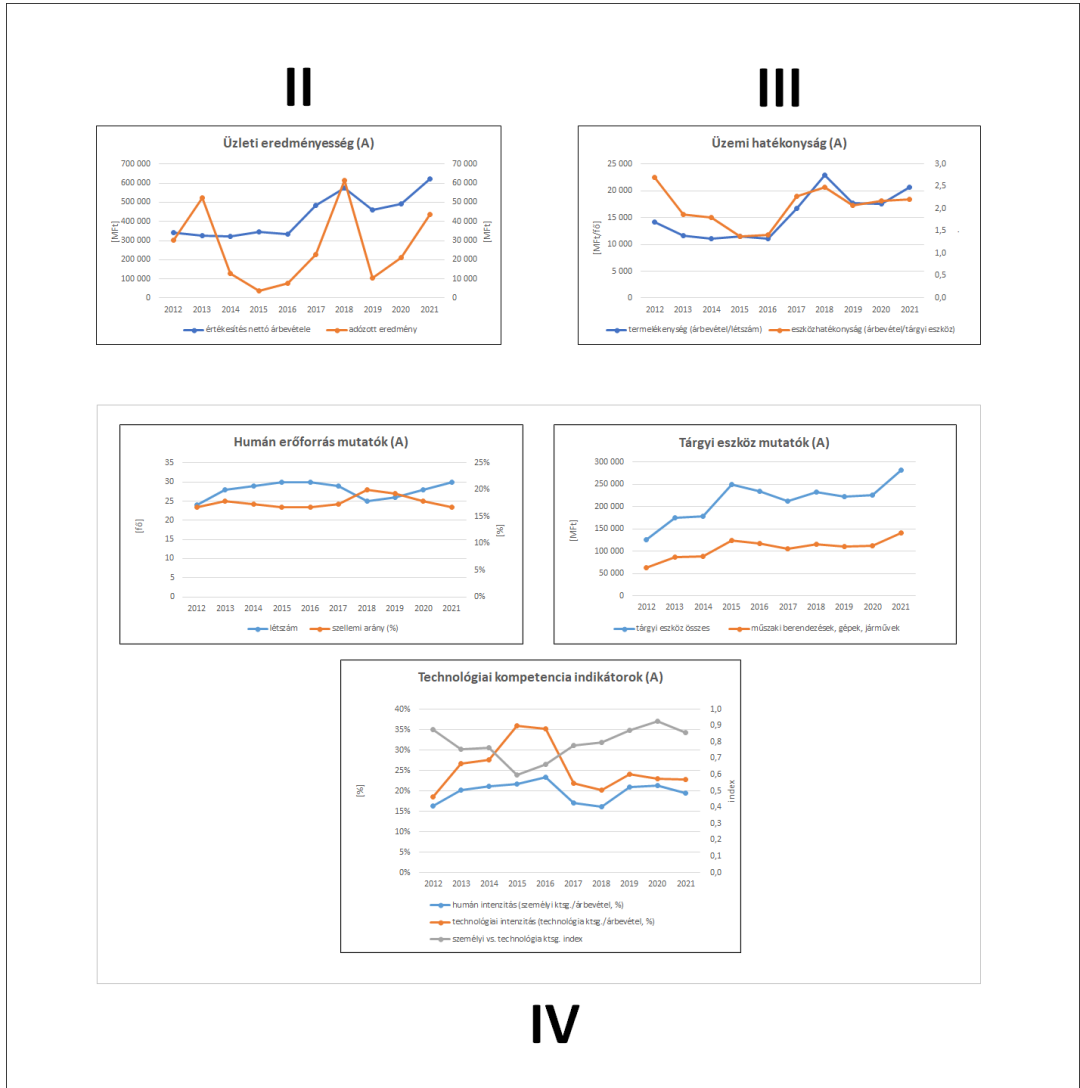 II
III
Üzleti eredményesség (A)
700 000
600 000
500 000
400 000
300 000
200 000
100 000
0
[MFt]
70 000
60 000
50 000
40 000
30 000
20 000
10 000
0
[MFt]
2012 2013 2014 2015 2016 2017 2018 2019 2020 2021
értékesítés nettó árbevétele adózott eredmény
Üzemi hatékonyság (A)
25 000
20 000
15 000
10 000
5 000
0
[MFt/fő]
3,0
2,5
2,0
1,5
1,0
0,5
0,0
.
2012 2013 2014 2015 2016 2017 2018 2019 2020 2021
termelékenység (árbevétel/létszám) eszközhatékonyság (árbevétel/tárgyi eszköz)
Humán erőforrás mutatók (A)
35
30
25
20
15
10
5
0
[fő]
25%
20%
15%
10%
5%
0%
[%]
2012 2013 2014 2015 2016 2017 2018 2019 2020 2021
létszám szellemi arány (%)
Tárgyi eszköz mutatók (A)
300 000
250 000
200 000
150 000
100 000
50 000
0
[MFt]
2012 2013 2014 2015 2016 2017 2018 2019 2020 2021
tárgyi eszköz összes műszaki berendezések, gépek, járművek
Technológiai kompetencia indikátorok (A)
40%
35%
30%
25%
20%
15%
10%
5%
0%
[%]
1,0
0,9
0,8
0,7
0,6
0,5
0,4
0,3
0,2
0,1
0,0
index
2012 2013 2014 2015 2016 2017 2018 2019 2020 2021
humán intenzitás (személyi ktsg./árbevétel, %)
technológiai intenzitás (technológia ktsg./árbevétel, %)
személyi vs. technológia ktsg. index
IV